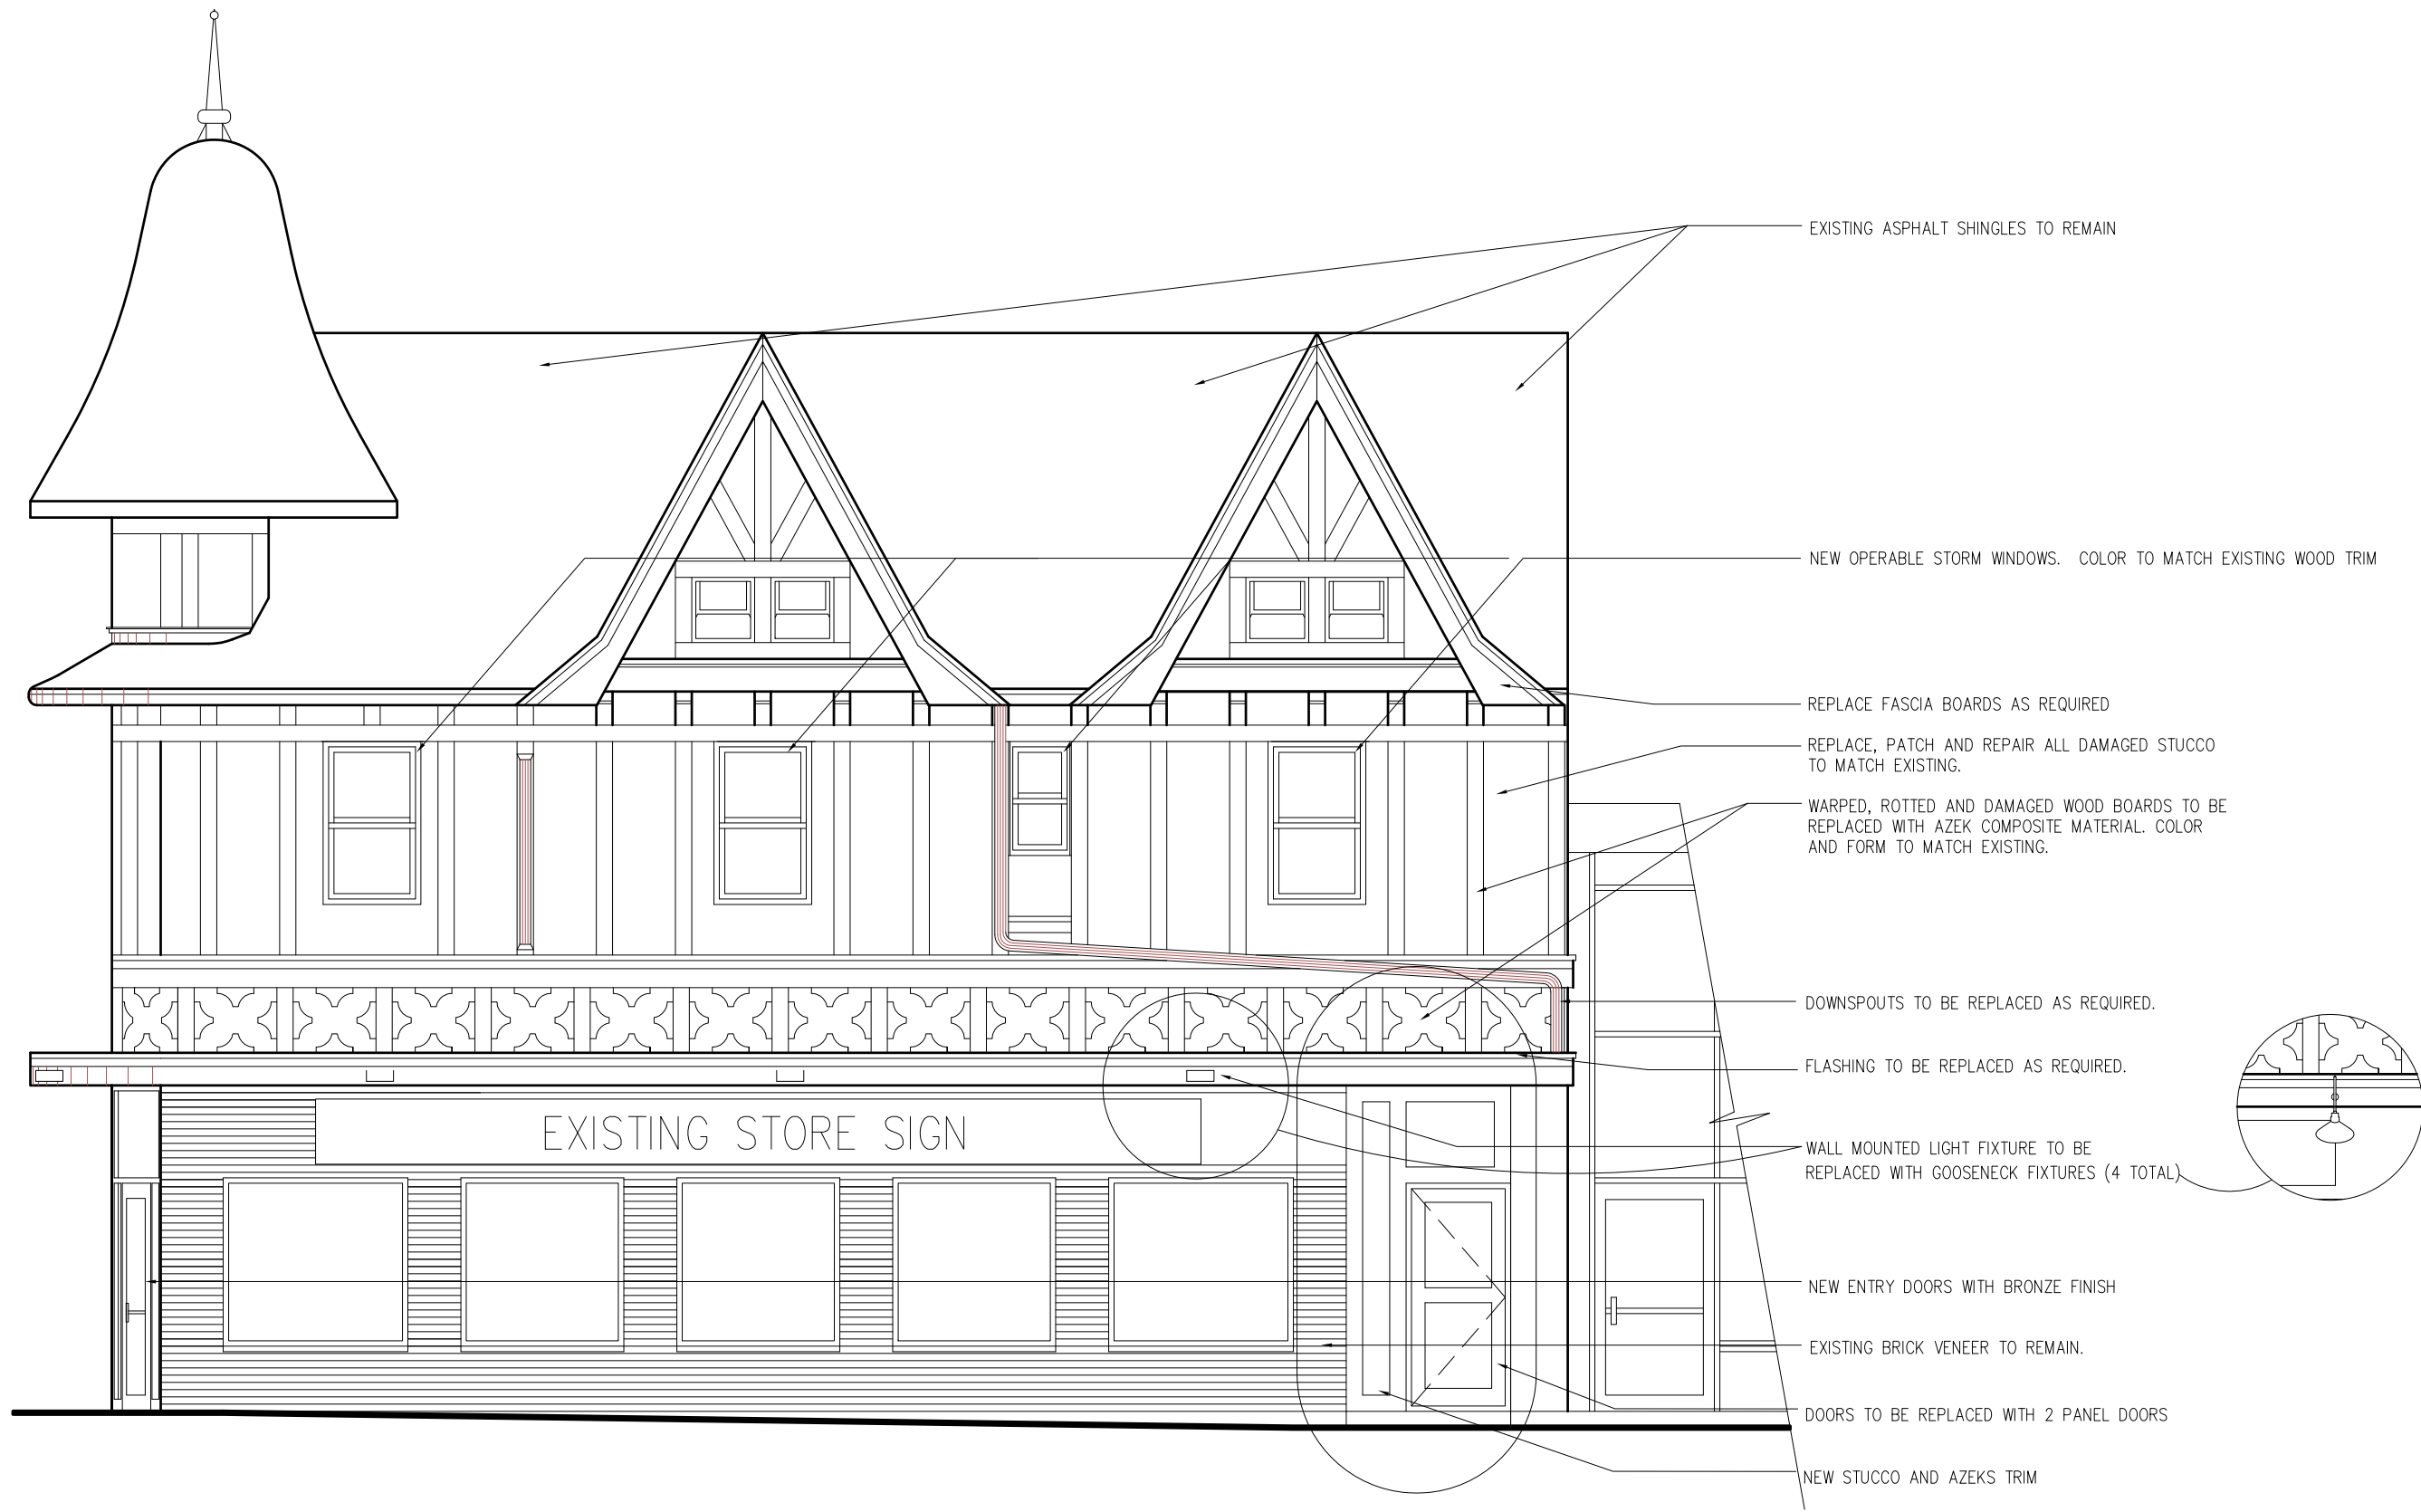 EXISTING ASPHALT SHINGLES TO REMAIN
NEW OPERABLE STORM WINDOWS. COLOR TO MATCH EXISTING WOOD TRIM
REPLACE FASCIA BOARDS AS REQUIRED
REPLACE, PATCH AND REPAIR ALL DAMAGED STUCCO
TO MATCH EXISTING.
WARPED, ROTTED AND DAMAGED WOOD BOARDS TO BE
REPLACED WITH AZEK COMPOSITE MATERIAL. COLOR
AND FORM TO MATCH EXISTING.
DOWNSPOUTS TO BE REPLACED AS REQUIRED.
FLASHING TO BE REPLACED AS REQUIRED.
EXISTING STORE SIGN
WALL MOUNTED LIGHT FIXTURE TO BE
REPLACED WITH GOOSENECK FIXTURES (4 TOTAL)
NEW ENTRY DOORS WITH BRONZE FINISH
EXISTING BRICK VENEER TO REMAIN.
DOORS TO BE REPLACED WITH 2 PANEL DOORS
NEW STUCCO AND AZEKS TRIM